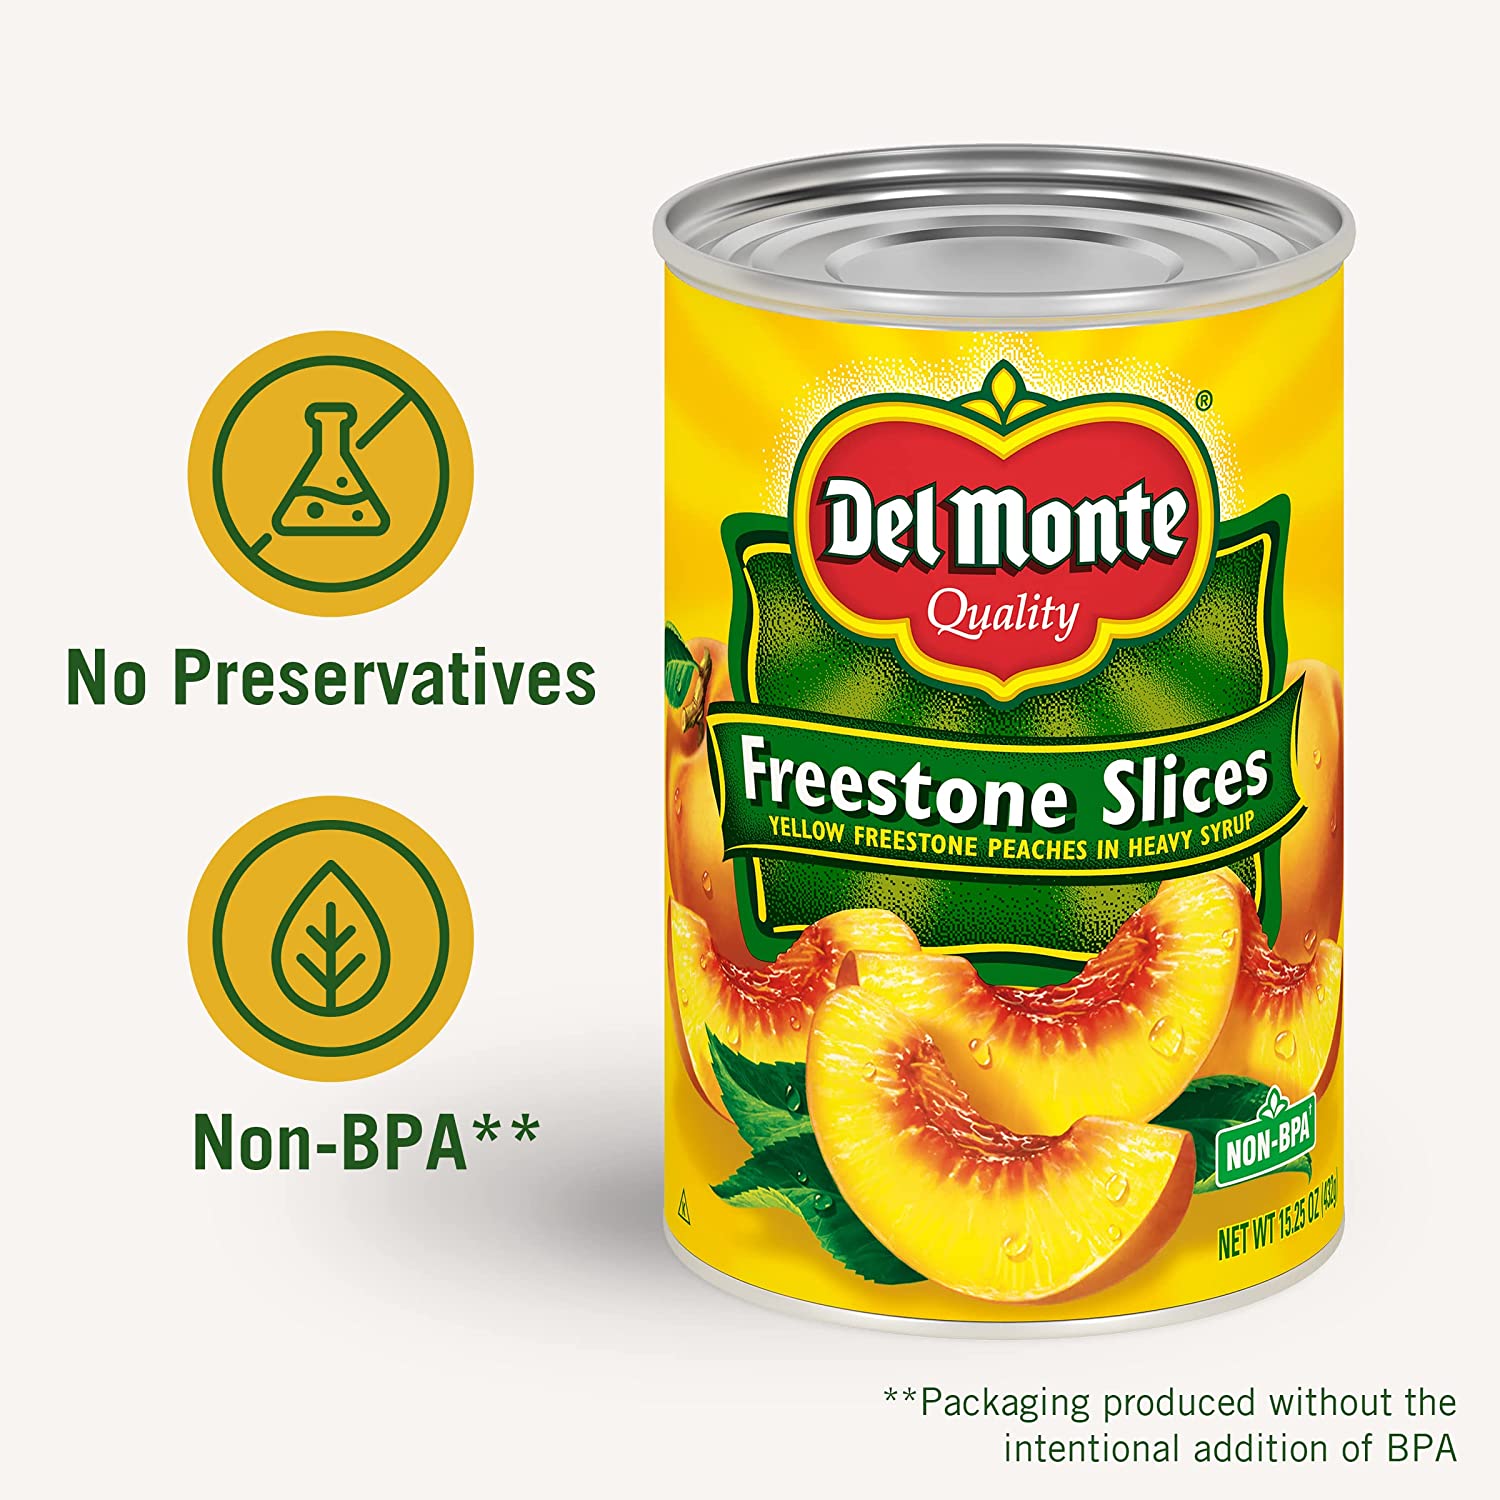 No Preservatives
Non-BPA**
Del Monte®
Quality
Freestone Slices
YELLOW FREESTONE PEACHES IN HEAVY SYRUP
NON-BPA†
NET WT 15.25 OZ (432g)
**Packaging produced without the
intentional addition of BPA